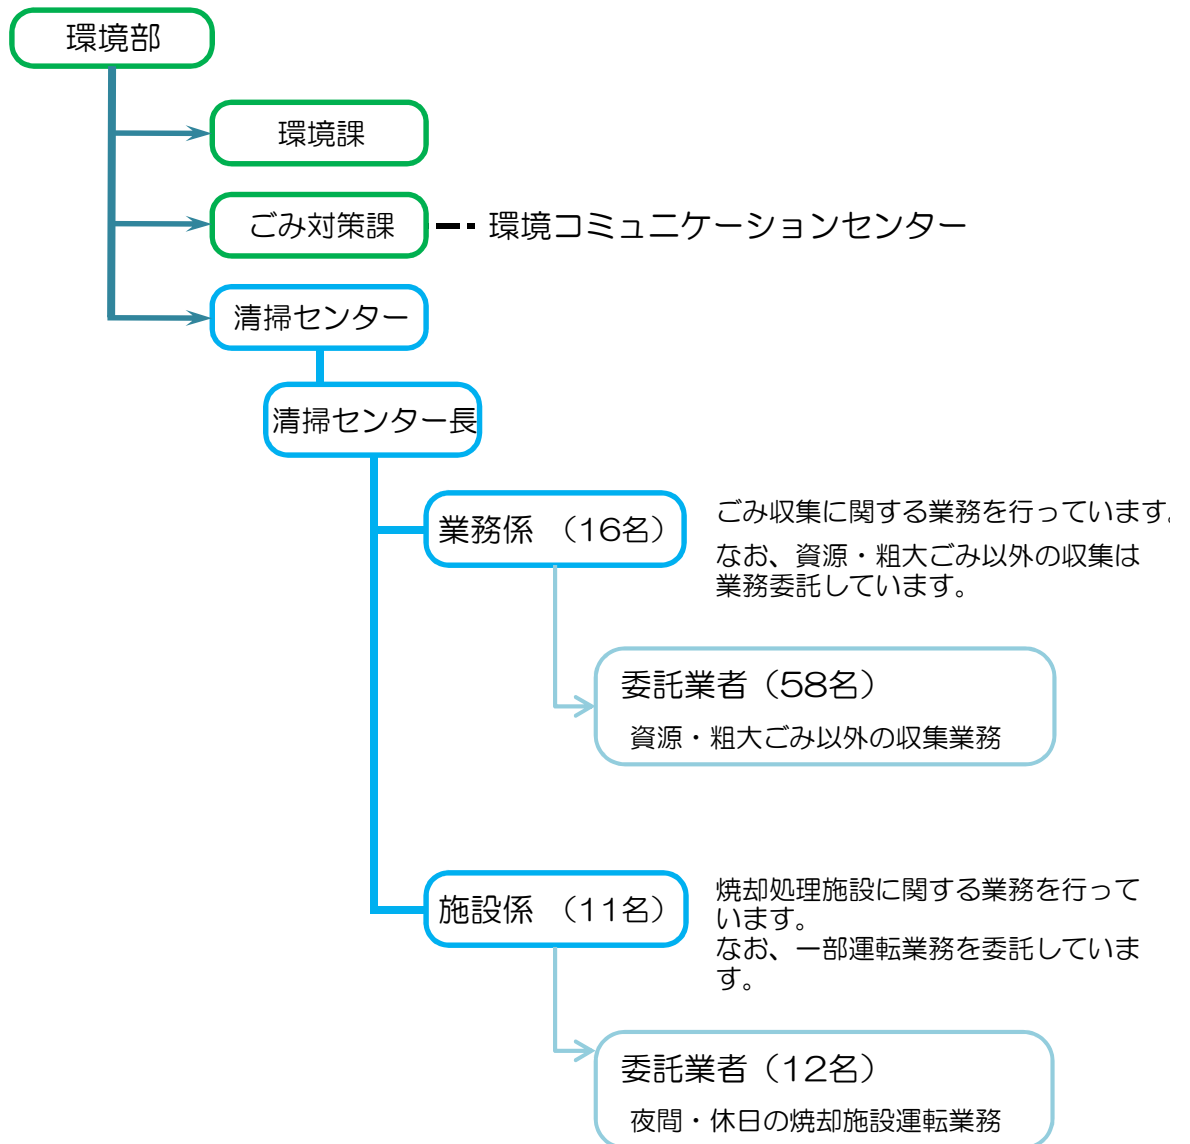 環境部
環境課
ごみ対策課
環境コミュニケーションセンター
清掃センター
清掃センター長
業務係 （16名）
ごみ収集に関する業務を行っています。
なお、資源・粗大ごみ以外の収集は
業務委託しています。
委託業者（58名）
資源・粗大ごみ以外の収集業務
施設係 （11名）
焼却処理施設に関する業務を行って
います。
なお、一部運転業務を委託していま
す。
委託業者（12名）
夜間・休日の焼却施設運転業務